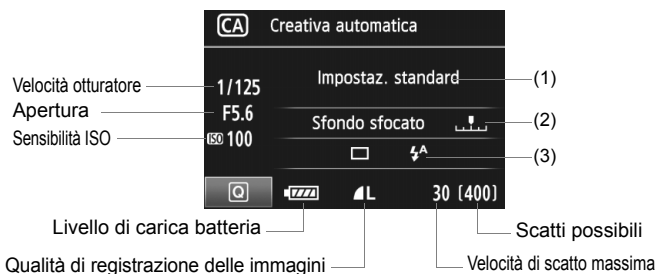 CA Creativa automatica
Velocità otturatore 1/125
Impostaz. standard (1)
Apertura F5.6
Sfondo sfocato (2)
Sensibilità ISO ISO 100
A (3)
Q L 30 [400]
Livello di carica batteria
Scatti possibili
Qualità di registrazione delle immagini
Velocità di scatto massima